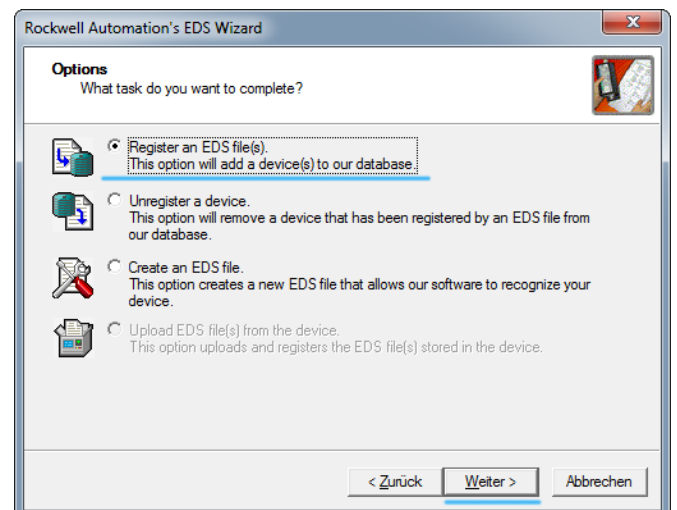 Rockwell Automation's EDS Wizard
Options
What task do you want to complete?
Register an EDS file(s).
This option will add a device(s) to our database.
Unregister a device.
This option will remove a device that has been registered by an EDS file from
our database.
Create an EDS file.
This option creates a new EDS file that allows our software to recognize your
device.
Upload EDS file(s) from the device.
This option uploads and registers the EDS file(s) stored in the device.
< Zurück Weiter > Abbrechen